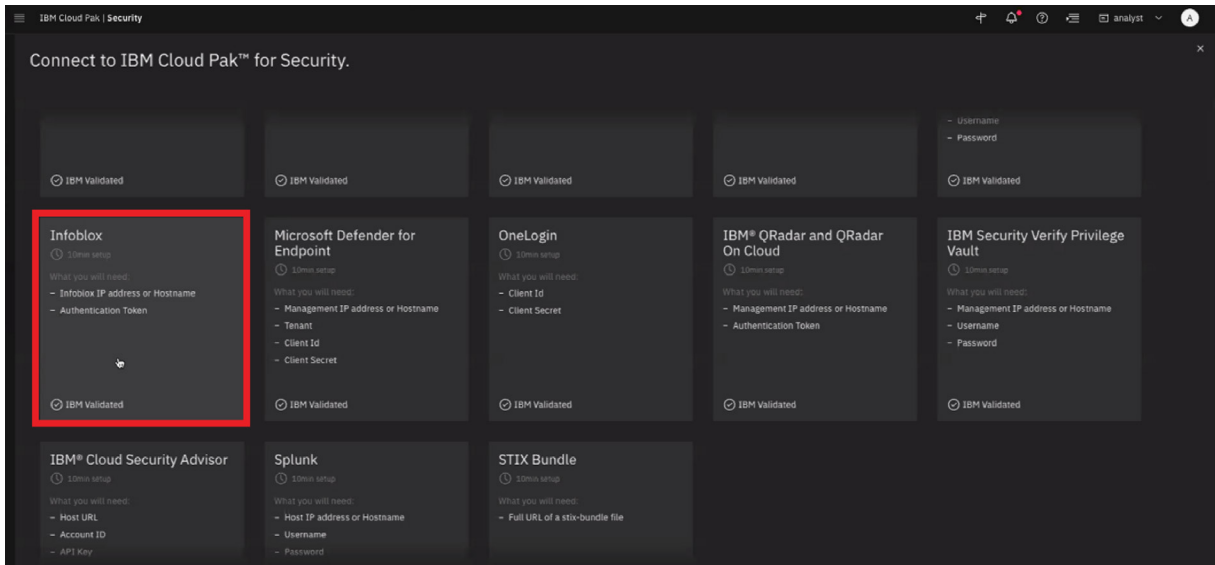 IBM Cloud Pak | Security
analyst
A
Connect to IBM Cloud Pak™ for Security.
– Username
– Password
IBM Validated
IBM Validated
IBM Validated
IBM Validated
IBM Validated
Infoblox
10min setup
What you will need:
– Infoblox IP address or Hostname
– Authentication Token
IBM Validated
Microsoft Defender for
Endpoint
10min setup
What you will need:
– Management IP address or Hostname
– Tenant
– Client Id
– Client Secret
IBM Validated
OneLogin
10min setup
What you will need:
– Client Id
– Client Secret
IBM Validated
IBM® QRadar and QRadar
On Cloud
10min setup
What you will need:
– Management IP address or Hostname
– Authentication Token
IBM Validated
IBM Security Verify Privilege
Vault
10min setup
What you will need:
– Management IP address or Hostname
– Username
– Password
IBM Validated
IBM® Cloud Security Advisor
10min setup
What you will need:
– Host URL
– Account ID
– API Key
Splunk
10min setup
What you will need:
– Host IP address or Hostname
– Username
– Password
STIX Bundle
10min setup
What you will need:
– Full URL of a stix-bundle file